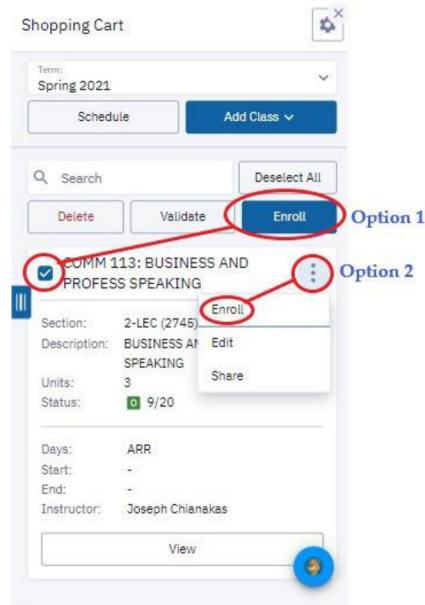 Shopping Cart
Term:
Spring 2021
Schedule
Add Class
Search
Deselect All
Delete
Validate
Enroll
Option 1
COMM 113: BUSINESS AND
PROFESS SPEAKING
Option 2
Enroll
Edit
Share
Section: 2-LEC (2745)
Description: BUSINESS AN
SPEAKING
Units: 3
Status: O 9/20
Days: ARR
Start: -
End: -
Instructor: Joseph Chianakas
View